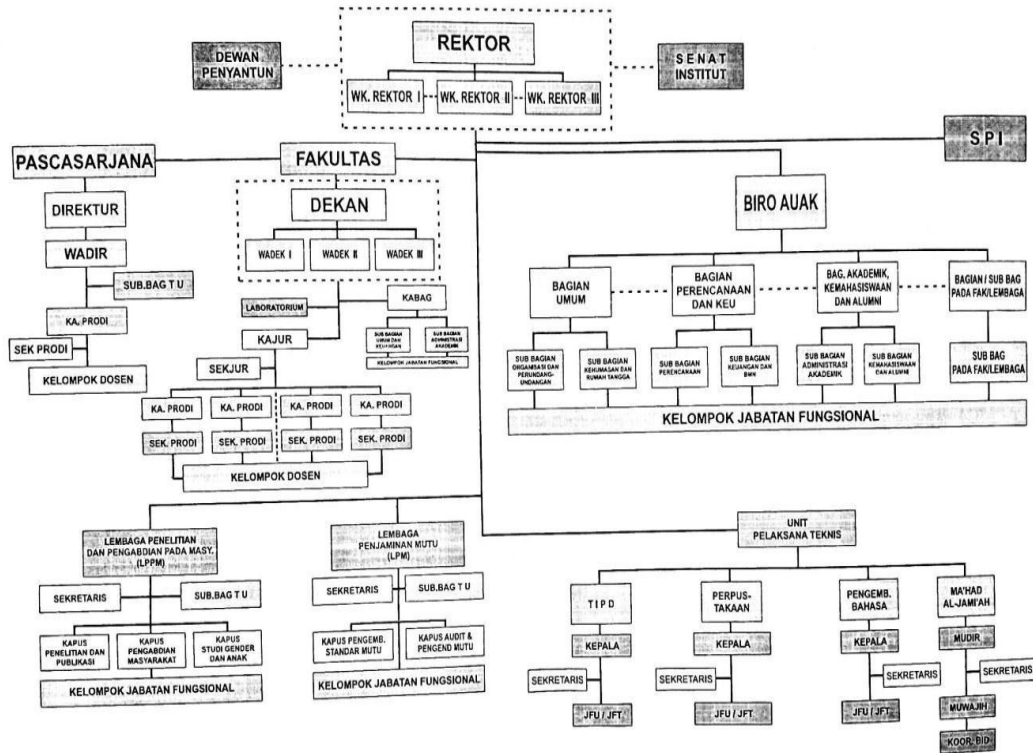 REKTOR
DEWAN
PENYANTUN
SENAT
INSTITUT
WK. REKTOR I
WK. REKTOR II
WK. REKTOR III
SPI
PASCASARJANA
FAKULTAS
BIRO AUAK
DIREKTUR
WADIR
SUB.BAG T U
KA. PRODI
SEK PRODI
KELOMPOK DOSEN
DEKAN
WADEK I
WADEK II
WADEK III
LABORATORIUM
KABAG
KAJUR
SUB BAGIAN
UMUM DAN
KEUANGAN
SUB BAGIAN
ADMINISTRASI
AKADEMIK
KELOMPOK JABATAN FUNGSIONAL
SEKJUR
KA. PRODI
KA. PRODI
KA. PRODI
KA. PRODI
SEK. PRODI
SEK. PRODI
SEK. PRODI
SEK. PRODI
KELOMPOK DOSEN
BAGIAN
UMUM
BAGIAN
PERENCANAAN
DAN KEU
BAG. AKADEMIK,
KEMAHASISWAAN
DAN ALUMNI
BAGIAN / SUB BAG
PADA FAK/LEMBAGA
SUB BAGIAN
ORGANISASI DAN
PERUNDANG-
UNDANGAN
SUB BAGIAN
KEHUMASAN DAN
RUMAH TANGGA
SUB BAGIAN
PERENCANAAN
SUB BAGIAN
KEUANGAN DAN
BMN
SUB BAGIAN
ADMINISTRASI
AKADEMIK
SUB BAGIAN
KEMAHASISWAAN
DAN ALUMNI
SUB BAG
PADA FAK/LEMBAGA
KELOMPOK JABATAN FUNGSIONAL
LEMBAGA PENELITIAN
DAN PENGABDIAN PADA MASY.
(LPPM)
SEKRETARIS
SUB.BAG T U
KAPUS
PENELITIAN DAN
PUBLIKASI
KAPUS
PENGABDIAN
MASYARAKAT
KAPUS
STUDI GENDER
DAN ANAK
KELOMPOK JABATAN FUNGSIONAL
LEMBAGA
PENJAMINAN MUTU
(LPM)
SEKRETARIS
SUB.BAG T U
KAPUS PENGEMB.
STANDAR MUTU
KAPUS AUDIT &
PENGEND MUTU
KELOMPOK JABATAN FUNGSIONAL
UNIT
PELAKSANA TEKNIS
TIPD
KEPALA
SEKRETARIS
JFU / JFT
PERPUS-
TAKAAN
KEPALA
SEKRETARIS
JFU / JFT
PENGEMB.
BAHASA
KEPALA
SEKRETARIS
JFU / JFT
MA'HAD
AL-JAMI'AH
MUDIR
SEKRETARIS
MUWAJIH
KOOR. BID